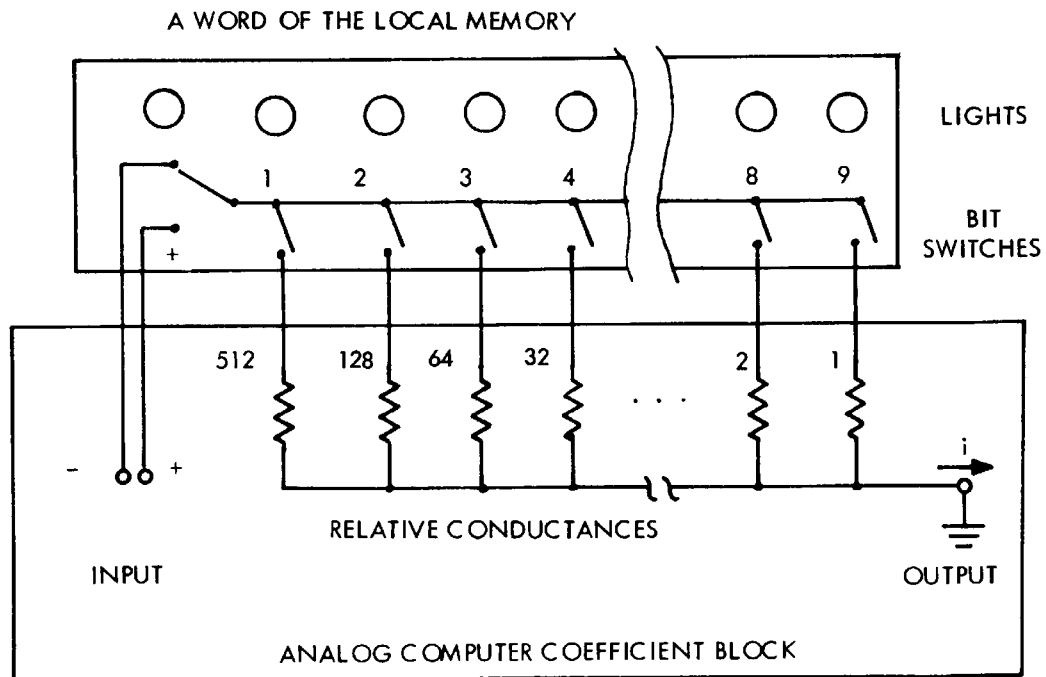 A WORD OF THE LOCAL MEMORY
LIGHTS
1 2 3 4 8 9
BIT
SWITCHES
+
512 128 64 32 2 1
. . .
- +
i
RELATIVE CONDUCTANCES
INPUT
OUTPUT
ANALOG COMPUTER COEFFICIENT BLOCK